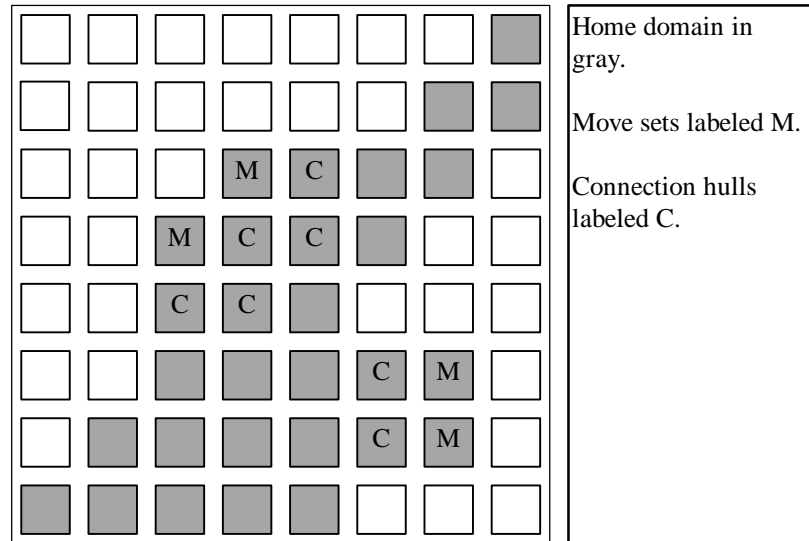 Home domain in
gray.
Move sets labeled M.
Connection hulls
labeled C.
M C
M C C
C C
C M
C M